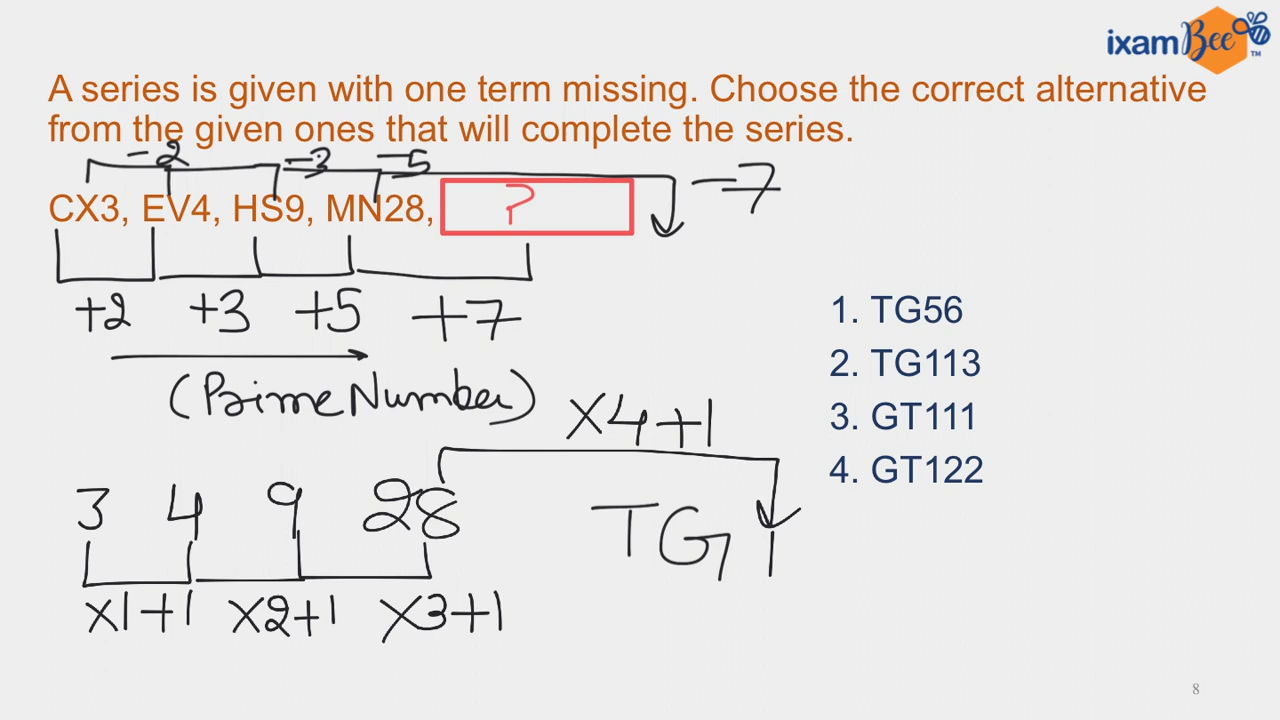 ixamBee™
A series is given with one term missing. Choose the correct alternative
from the given ones that will complete the series.
-2 -3 -5 -7
CX3, EV4, HS9, MN28, ?
+2 +3 +5 +7
(Prime Number)
1. TG56
2. TG113
3. GT111
4. GT122
X4+1
3 4 9 28
TG1
X1+1 X2+1 X3+1
8